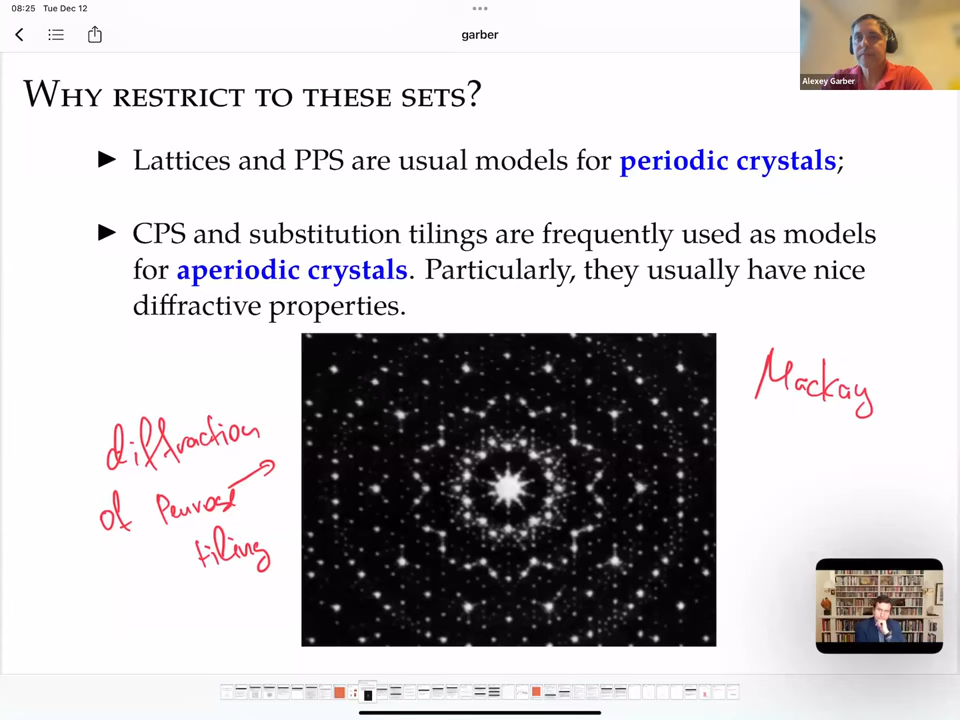 08:25 Tue Dec 12
garber
Alexey Garber
WHY RESTRICT TO THESE SETS?
► Lattices and PPS are usual models for periodic crystals;
► CPS and substitution tilings are frequently used as models
for aperiodic crystals. Particularly, they usually have nice
diffractive properties.
Mackay
diffraction
of Penrose
tiling